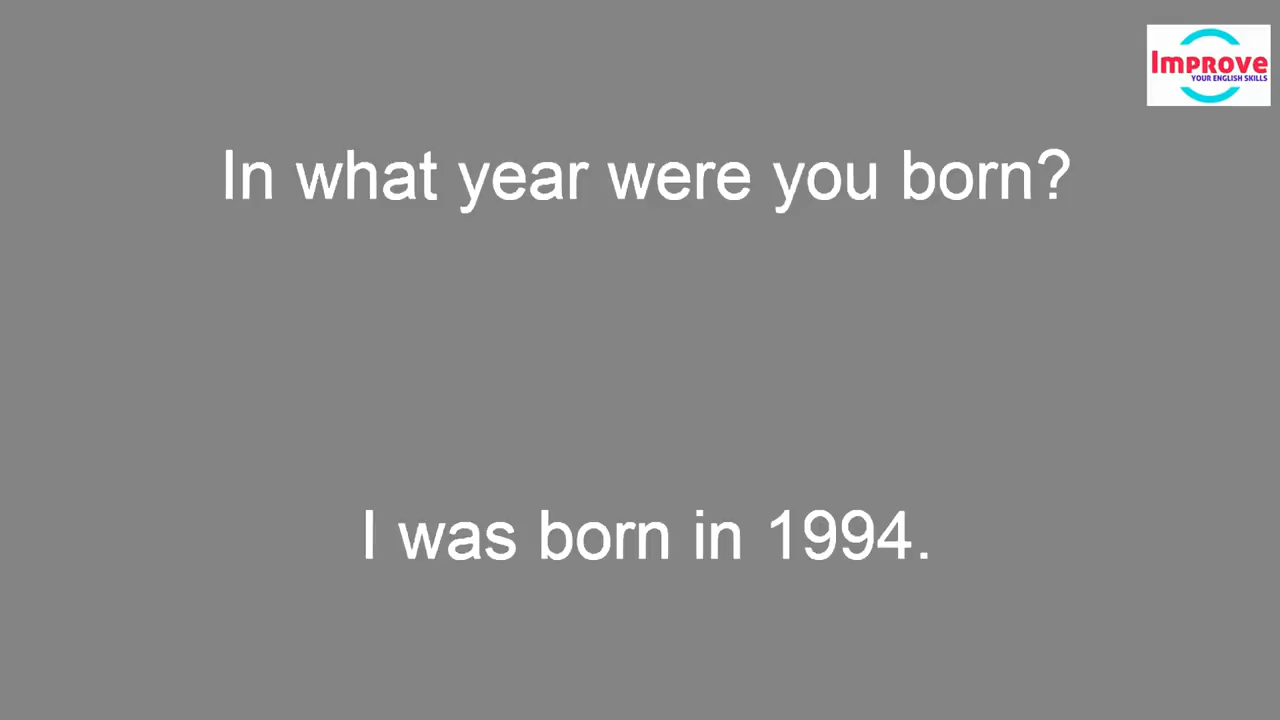 Improve
YOUR ENGLISH SKILLS
In what year were you born?
I was born in 1994.